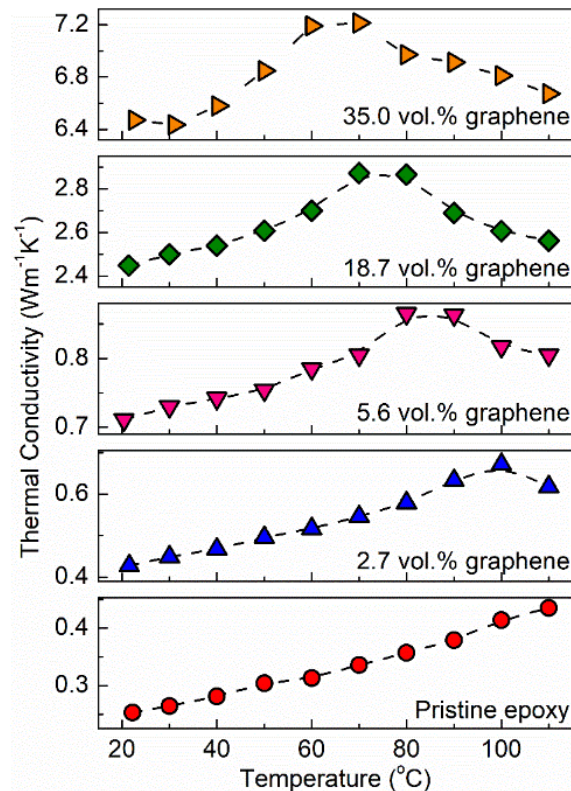 7.2
6.8
6.4
35.0 vol.% graphene
2.8
2.6
2.4
18.7 vol.% graphene
0.8
0.7
5.6 vol.% graphene
0.6
0.4
2.7 vol.% graphene
0.4
0.3
Pristine epoxy
20 40 60 80 100
Temperature (°C)
Thermal Conductivity (Wm⁻¹K⁻¹)